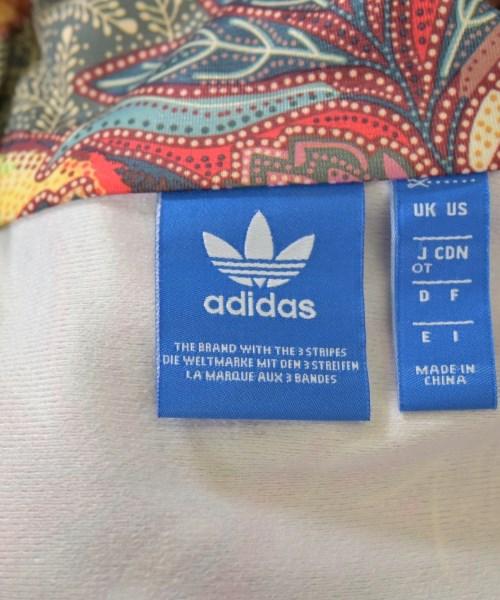 adidas
THE BRAND WITH THE 3 STRIPES
DIE WELTMARKE MIT DEN 3 STREIFEN
LA MARQUE AUX 3 BANDES
UK US
J CDN
OT
D F
E I
MADE IN
CHINA